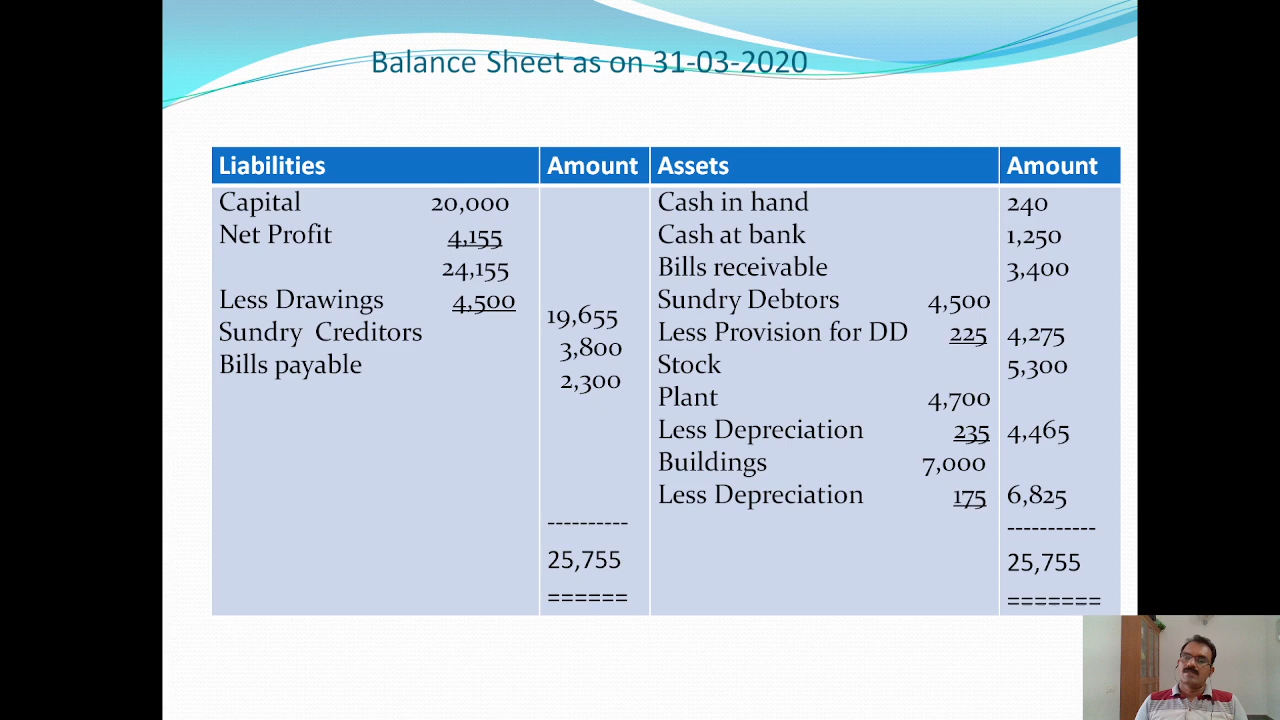 Balance Sheet as on 31-03-2020
Liabilities Amount Assets Amount
Capital 20,000 Cash in hand 240
Net Profit 4,155 Cash at bank 1,250
24,155 Bills receivable 3,400
Less Drawings 4,500 19,655 Sundry Debtors 4,500
Sundry Creditors 3,800 Less Provision for DD 225 4,275
Bills payable 2,300 Stock 5,300
Plant 4,700
Less Depreciation 235 4,465
Buildings 7,000
Less Depreciation 175 6,825
---------- -----------
25,755 25,755
====== =======